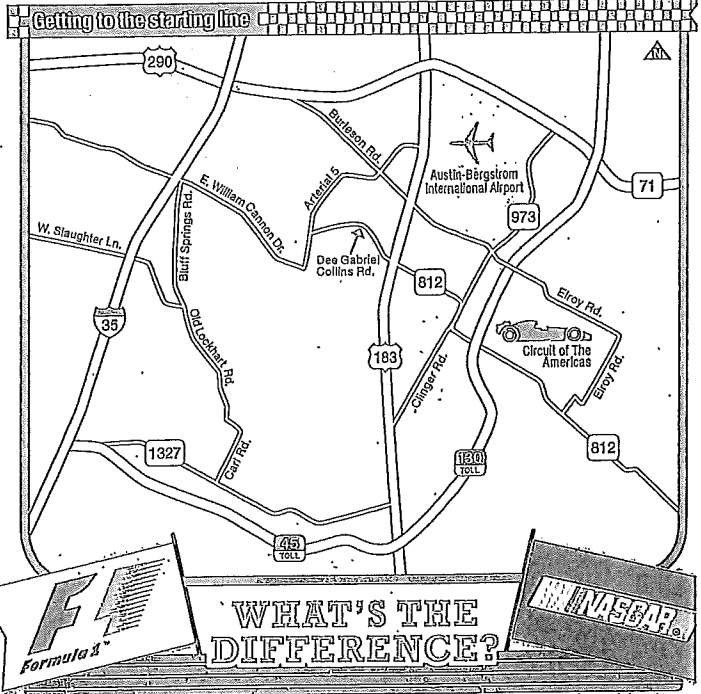 Getting to the starting line
N
290
Burleson Rd.
Austin-Bergstrom
International Airport
71
Arterial 5
E. William Cannon Dr.
973
W. Slaughter Ln.
Bluff Springs Rd.
Dee Gabriel
Collins Rd.
812
Elroy Rd.
35
Old Lockhart Rd.
183
Clinger Rd.
Circuit of The
Americas
Elroy Rd.
1327
Carl Rd.
130
TOLL
812
45
TOLL
F1
Formula 1™
WHAT'S THE
DIFFERENCE?
NASCAR®